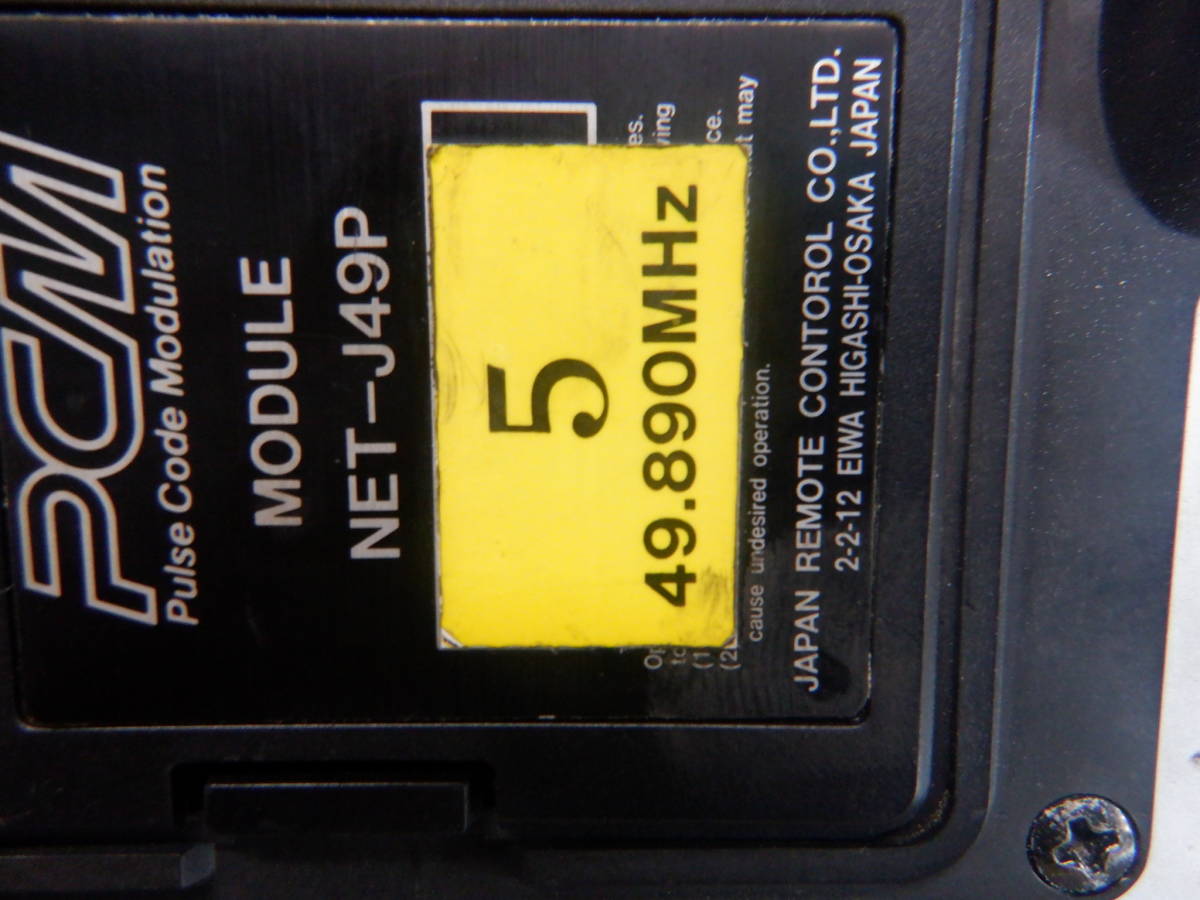 PCM
Pulse Code Modulation
MODULE
NET-J49P
5
49.890MHz
may
cause undesired operation.
JAPAN REMOTE CONTOROL CO.,LTD.
2-2-12 EIWA HIGASHI-OSAKA JAPAN